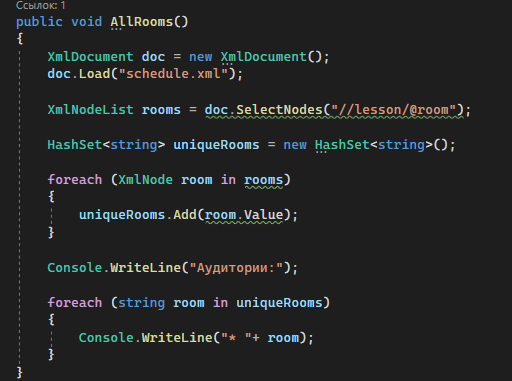 Ссылок: 1
public void AllRooms()
{
XmlDocument doc = new XmlDocument();
doc.Load("schedule.xml");
XmlNodeList rooms = doc.SelectNodes("//lesson/@room");
HashSet<string> uniqueRooms = new HashSet<string>();
foreach (XmlNode room in rooms)
{
uniqueRooms.Add(room.Value);
}
Console.WriteLine("Аудитории:");
foreach (string room in uniqueRooms)
{
Console.WriteLine("* "+ room);
}
}